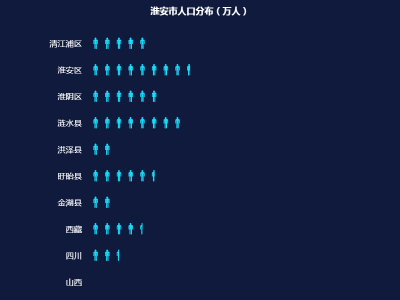 淮安市人口分布（万人）
清江浦区
淮安区
淮阴区
涟水县
洪泽县
盱眙县
金湖县
西藏
四川
山西